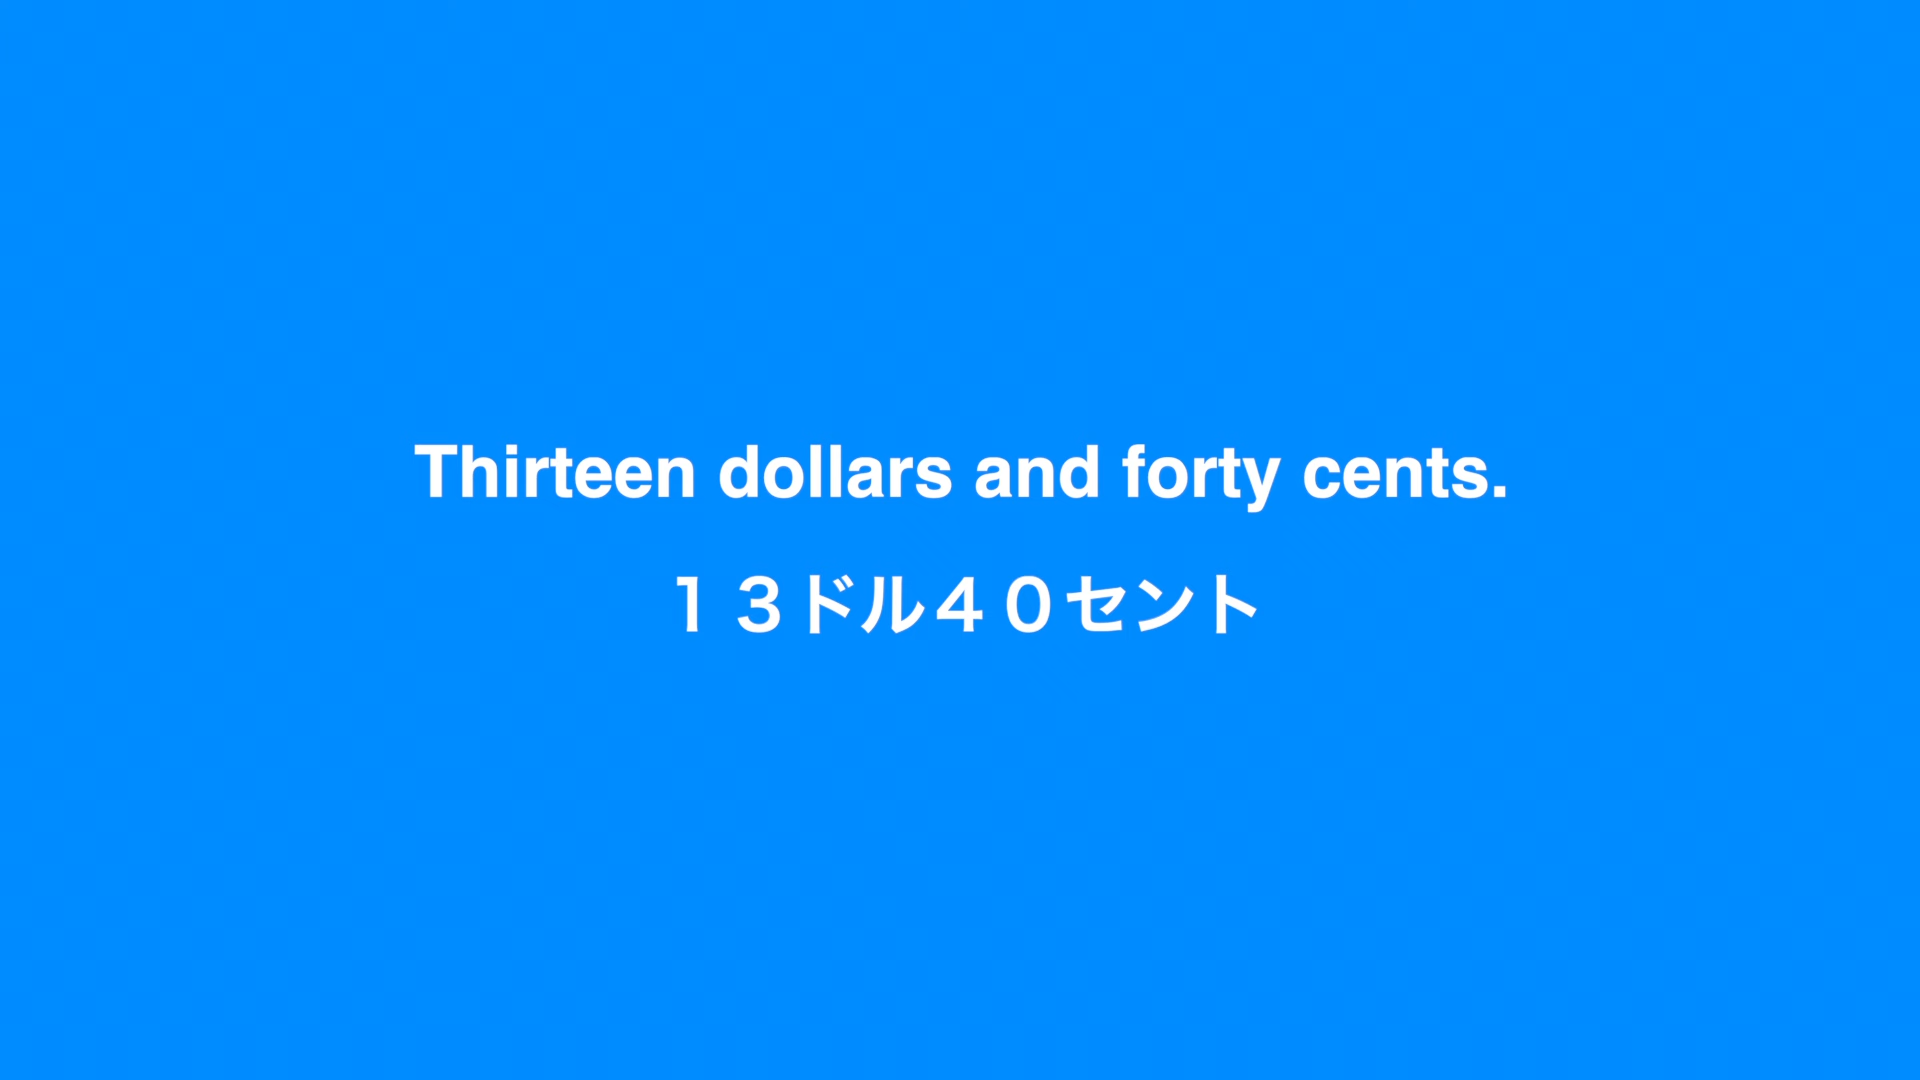 Thirteen dollars and forty cents.
１３ドル４０セント